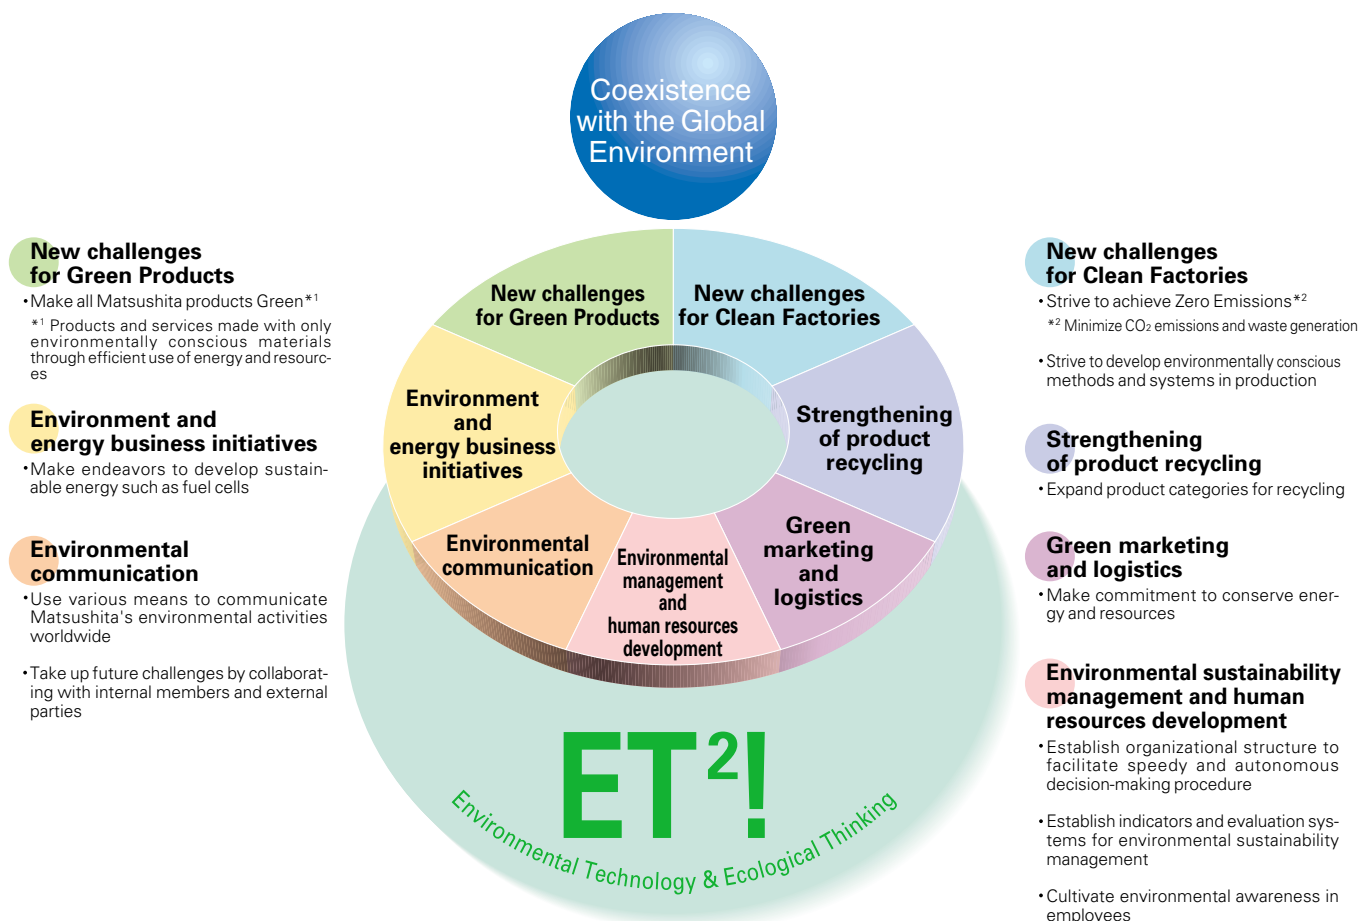 Coexistence
with the Global
Environment
New challenges
for Green Products
•Make all Matsushita products Green*1
*1 Products and services made with only
environmentally conscious materials
through efficient use of energy and resourc-
es
Environment and
energy business initiatives
•Make endeavors to develop sustain-
able energy such as fuel cells
Environmental
communication
•Use various means to communicate
Matsushita's environmental activities
worldwide
•Take up future challenges by collaborat-
ing with internal members and external
parties
New challenges
for Green Products
New challenges
for Clean Factories
Environment
and
energy business
initiatives
Strengthening
of product
recycling
Environmental
communication
Environmental
management
and
human resources
development
Green
marketing
and
logistics
ET2!
Environmental Technology & Ecological Thinking
New challenges
for Clean Factories
•Strive to achieve Zero Emissions*2
*2 Minimize CO2 emissions and waste generation
•Strive to develop environmentally conscious
methods and systems in production
Strengthening
of product recycling
•Expand product categories for recycling
Green marketing
and logistics
•Make commitment to conserve ener-
gy and resources
Environmental sustainability
management and human
resources development
•Establish organizational structure to
facilitate speedy and autonomous
decision-making procedure
•Establish indicators and evaluation sys-
tems for environmental sustainability
management
•Cultivate environmental awareness in
employees